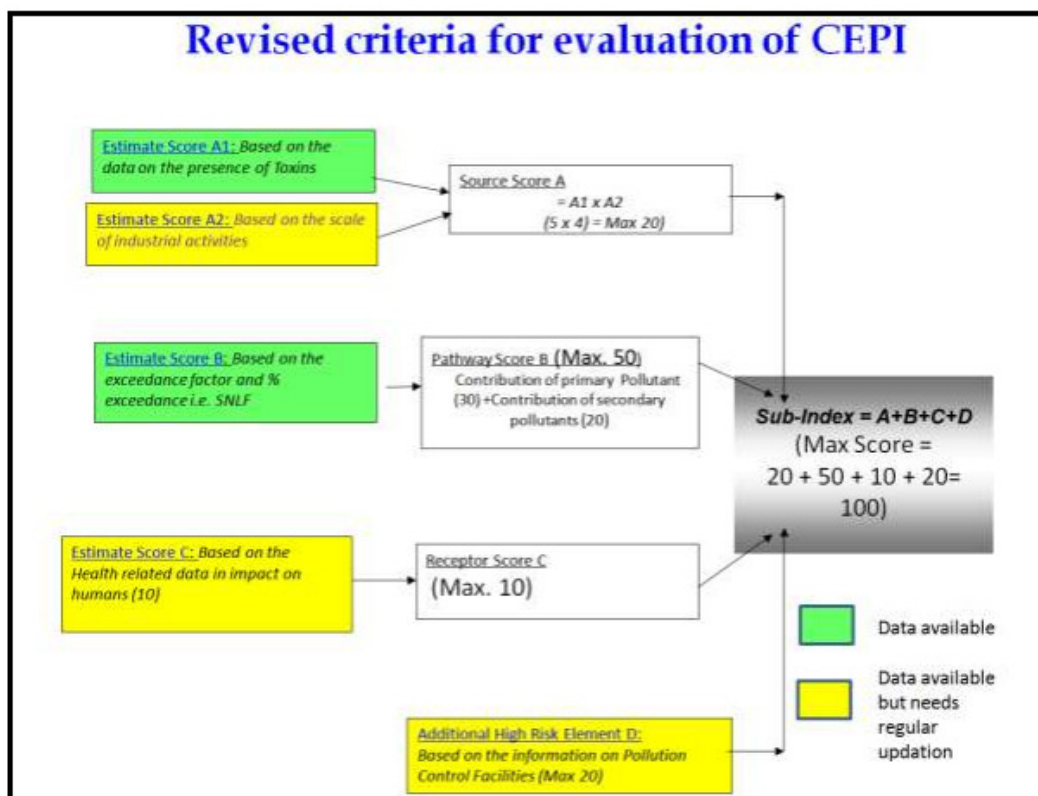 Revised criteria for evaluation of CEPI
Estimate Score A1: Based on the
data on the presence of Toxins
Estimate Score A2: Based on the scale
of industrial activities
Source Score A
= A1 x A2
(5 x 4) = Max 20)
Estimate Score B: Based on the
exceedance factor and %
exceedance i.e. SNLF
Pathway Score B (Max. 50)
Contribution of primary Pollutant
(30) +Contribution of secondary
pollutants (20)
Sub-Index = A+B+C+D
(Max Score =
20 + 50 + 10 + 20=
100)
Estimate Score C: Based on the
Health related data in impact on
humans (10)
Receptor Score C
(Max. 10)
Additional High Risk Element D:
Based on the information on Pollution
Control Facilities (Max 20)
Data available
Data available
but needs
regular
updation